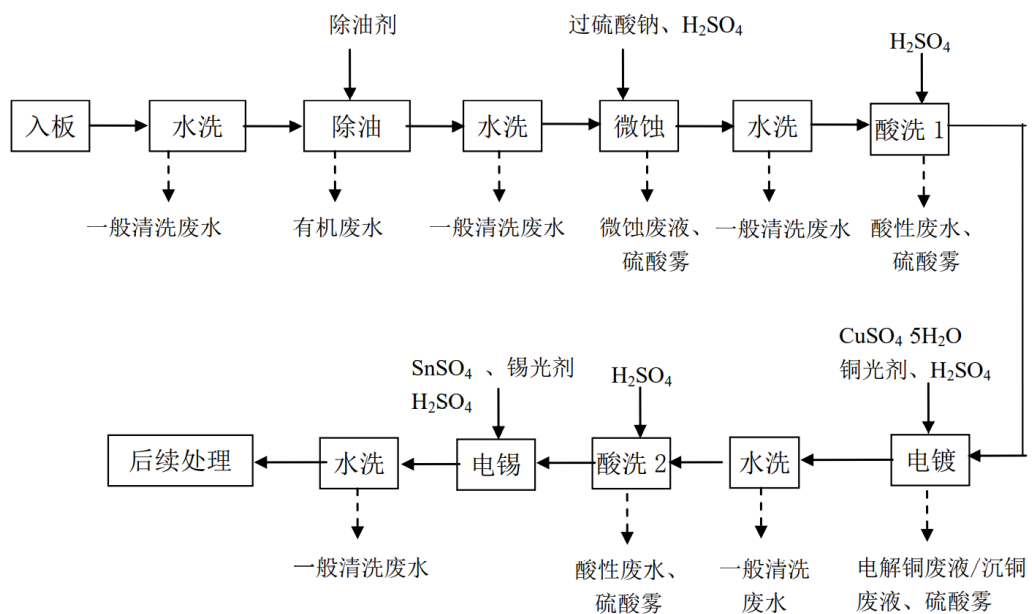 除油剂
过硫酸钠、H₂SO₄
H₂SO₄
入板
水洗
除油
水洗
微蚀
水洗
酸洗 1
一般清洗废水
有机废水
一般清洗废水
微蚀废液、
硫酸雾
一般清洗废水
酸性废水、
硫酸雾
SnSO₄ 、锡光剂
H₂SO₄
H₂SO₄
CuSO₄ 5H₂O
铜光剂、H₂SO₄
后续处理
水洗
电锡
酸洗 2
水洗
电镀
一般清洗废水
酸性废水、
硫酸雾
一般清洗
废水
电解铜废液/沉铜
废液、硫酸雾